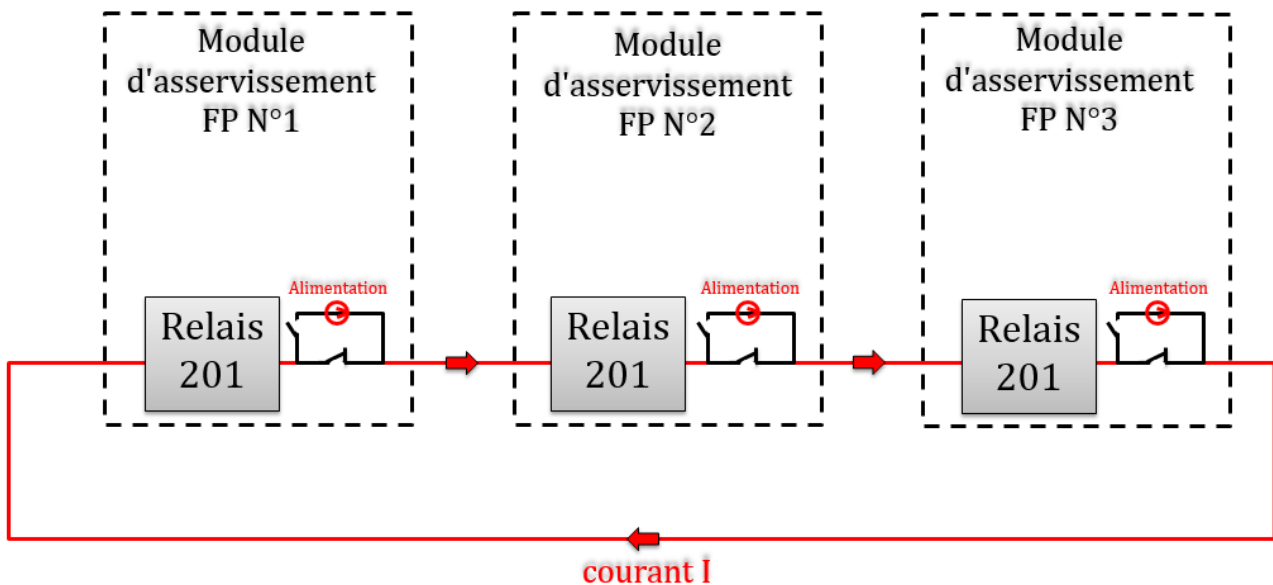 Module
d'asservissement
FP N°1
Module
d'asservissement
FP N°2
Module
d'asservissement
FP N°3
Alimentation
Relais
201
Alimentation
Relais
201
Alimentation
Relais
201
courant I